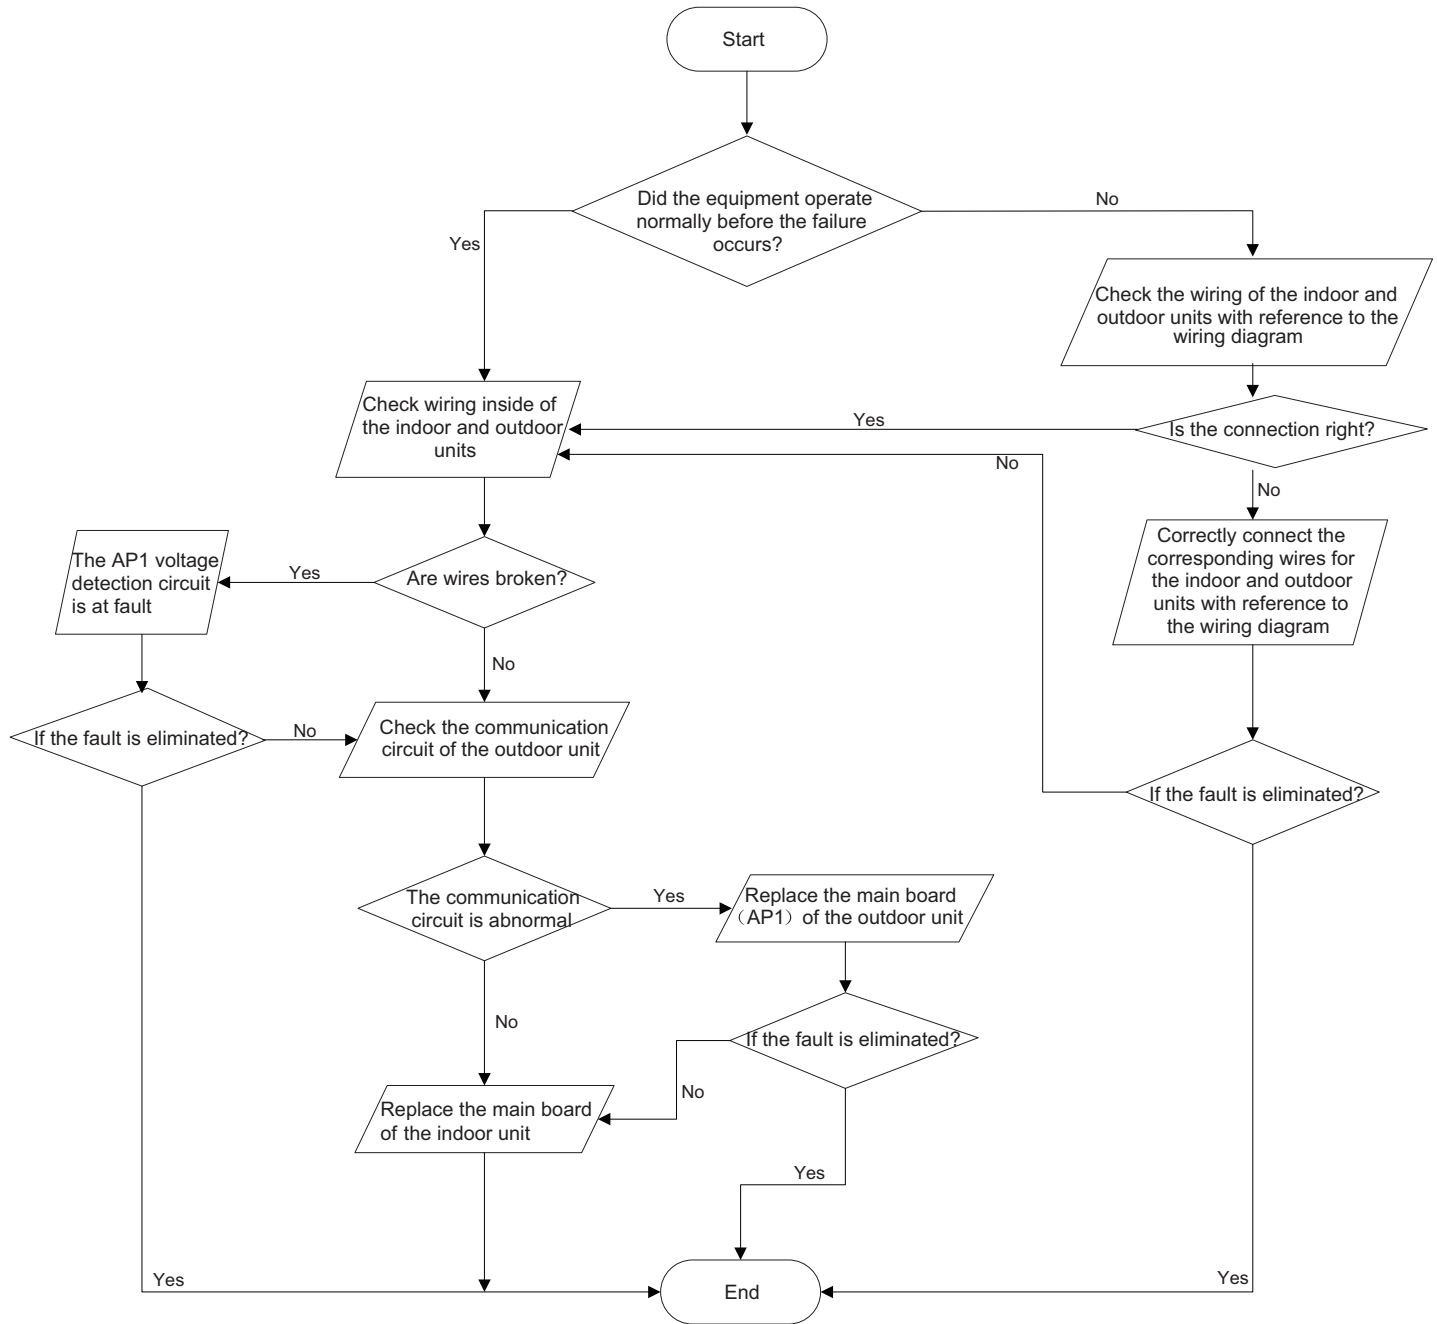 Start
Did the equipment operate
normally before the failure
occurs?
No
Yes
Check the wiring of the indoor and
outdoor units with reference to the
wiring diagram
Check wiring inside of
the indoor and outdoor
units
Yes
Is the connection right?
No
No
Correctly connect the
corresponding wires for
the indoor and outdoor
units with reference to
the wiring diagram
The AP1 voltage
detection circuit
is at fault
Yes
Are wires broken?
No
If the fault is eliminated?
No
Check the communication
circuit of the outdoor unit
If the fault is eliminated?
The communication
circuit is abnormal
Yes
Replace the main board
（AP1）of the outdoor unit
No
If the fault is eliminated?
No
Replace the main board
of the indoor unit
Yes
Yes
End
Yes